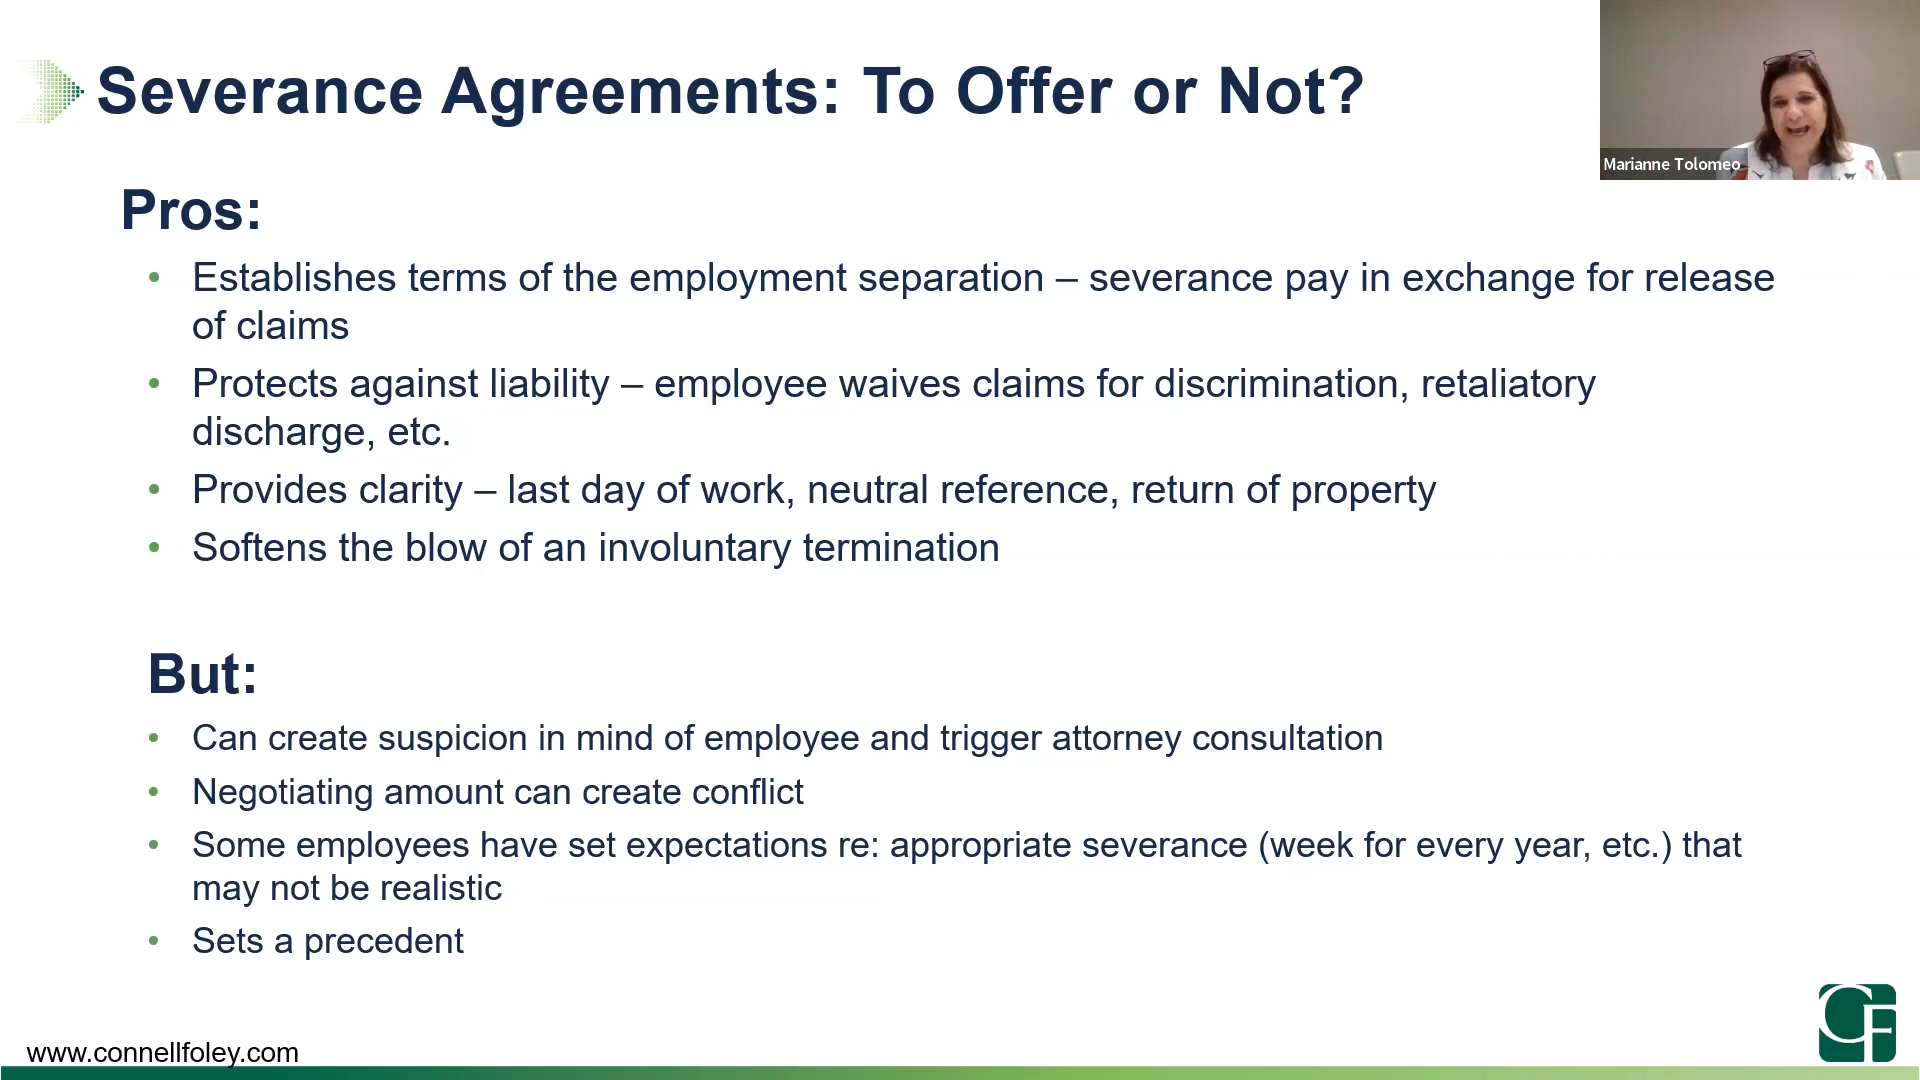 Severance Agreements: To Offer or Not?
Marianne Tolomeo
Pros:
• Establishes terms of the employment separation – severance pay in exchange for release
of claims
• Protects against liability – employee waives claims for discrimination, retaliatory
discharge, etc.
• Provides clarity – last day of work, neutral reference, return of property
• Softens the blow of an involuntary termination
But:
• Can create suspicion in mind of employee and trigger attorney consultation
• Negotiating amount can create conflict
• Some employees have set expectations re: appropriate severance (week for every year, etc.) that
may not be realistic
• Sets a precedent
CF
www.connellfoley.com